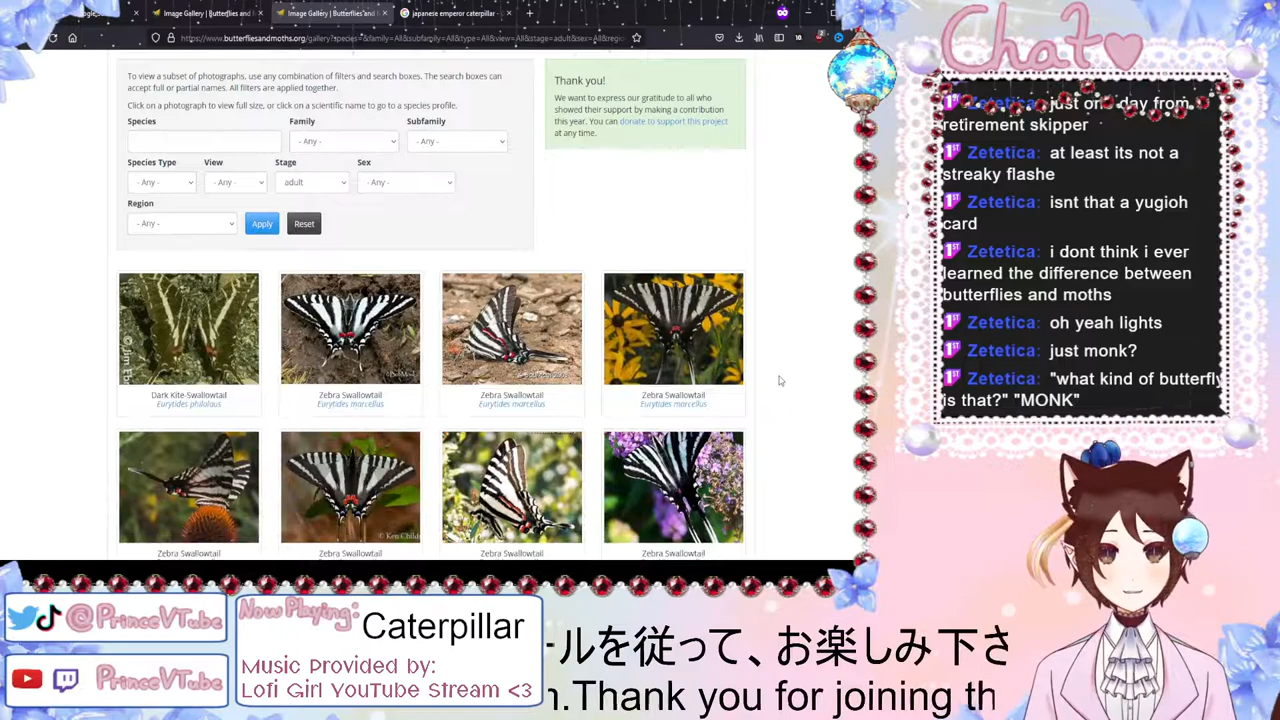 Image Gallery | Butterflies and
Image Gallery | Butterflies and
japanese emperor caterpillar -
https://www.butterfliesandmoths.org/gallery?species=&family=All&subfamily=All&type=All&view=All&stage=adult&sex=All&regio
To view a subset of photographs, use any combination of filters and search boxes. The search boxes can
accept full or partial names. All filters are applied together.
Click on a photograph to view full size, or click on a scientific name to go to a species profile.
Species
Family
Subfamily
- Any -
- Any -
Species Type
View
Stage
Sex
- Any -
- Any -
adult
- Any -
Region
- Any -
Apply
Reset
Thank you!
We want to express our gratitude to all who
showed their support by making a contribution
this year. You can donate to support this project
at any time.
Dark Kite-Swallowtail
Eurytides philolaus
Zebra Swallowtail
Eurytides marcellus
Zebra Swallowtail
Eurytides marcellus
Zebra Swallowtail
Eurytides marcellus
© Ken Childs
Zebra Swallowtail
Zebra Swallowtail
Zebra Swallowtail
Zebra Swallowtail
Chat
Zetetica: just one day from
retirement skipper
1ST Zetetica: at least its not a
streaky flashe
1ST Zetetica: isnt that a yugioh
card
1ST Zetetica: i dont think i ever
learned the difference between
butterflies and moths
1ST Zetetica: oh yeah lights
1ST Zetetica: just monk?
1ST Zetetica: "what kind of butterfly
is that?" "MONK"
@PrinceVTube
PrinceVTube
Now Playing:
Caterpillar
Music Provided by:
Lofi Girl YouTube Stream <3
ールを従って、お楽しみ下さ
n.Thank you for joining th